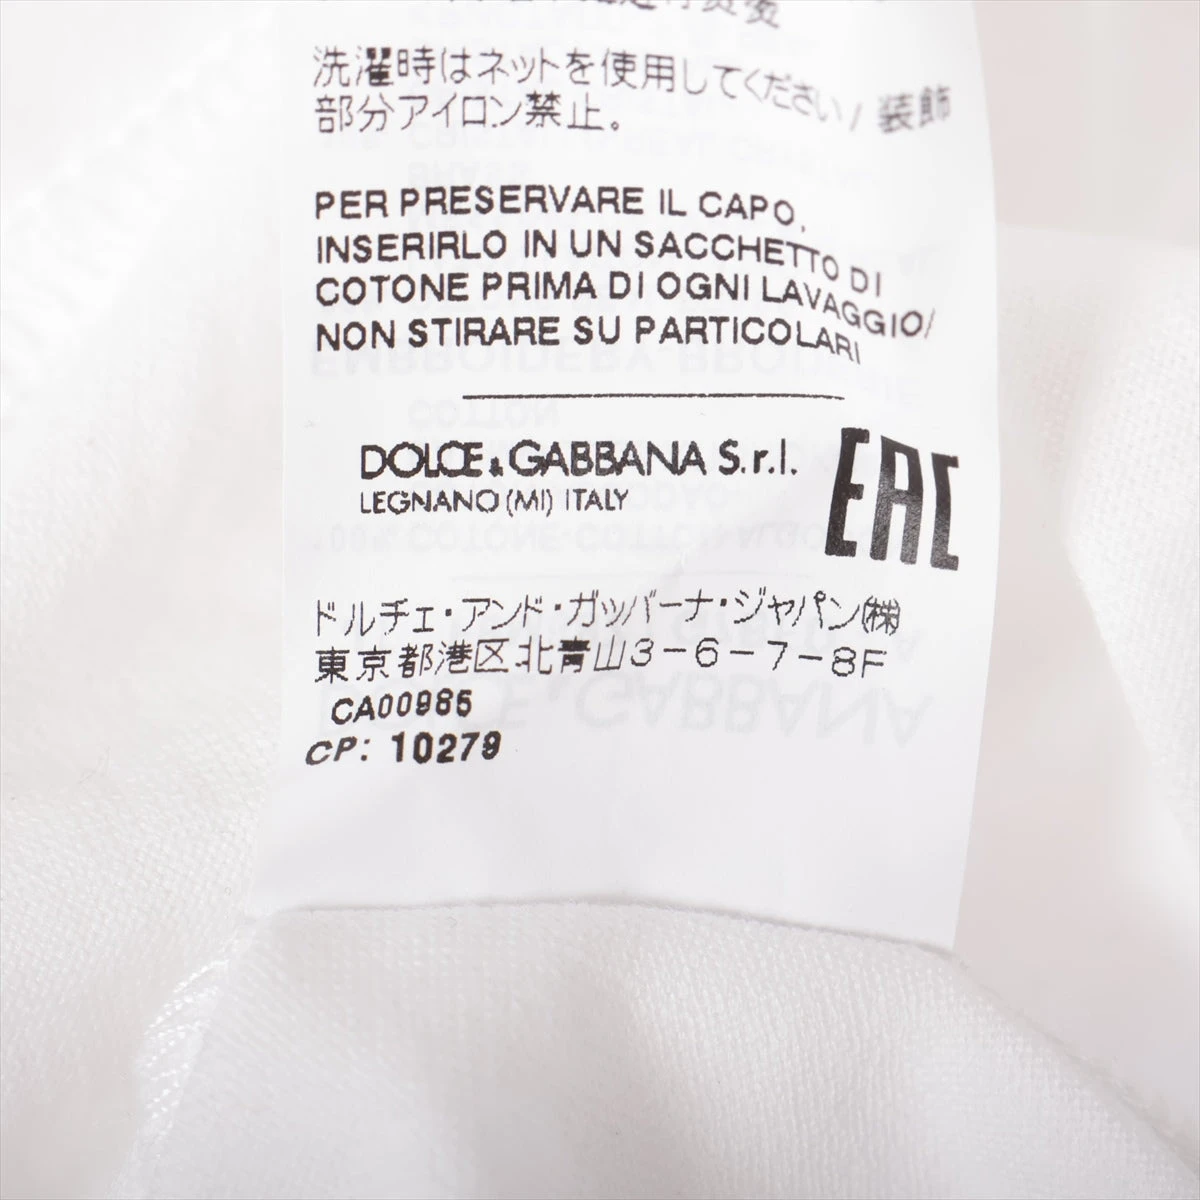 洗濯時はネットを使用してください/ 装飾
部分アイロン禁止。
PER PRESERVARE IL CAPO,
INSERIRLO IN UN SACCHETTO DI
COTONE PRIMA DI OGNI LAVAGGIO/
NON STIRARE SU PARTICOLARI
DOLCE & GABBANA S.r.l.
LEGNANO (MI) ITALY
EAC
ドルチェ・アンド・ガッバーナ・ジャパン㈱
東京都港区北青山3-6-7-8F
CA00985
CP: 10279